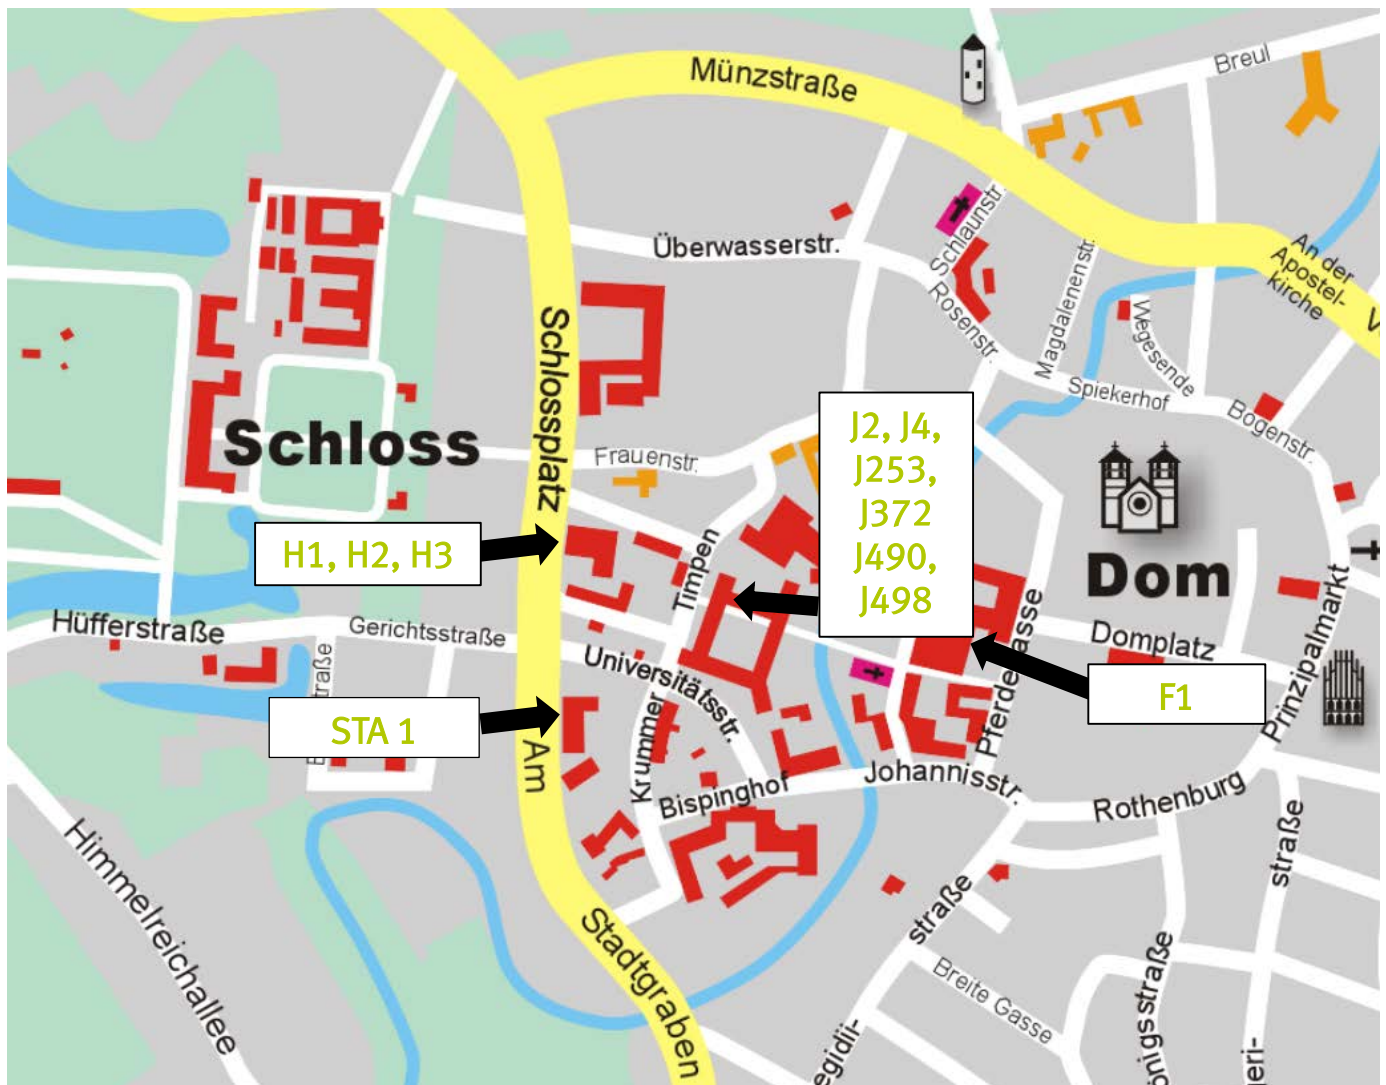 Münzstraße
Breul
Überwasserstr.
Schlaunstr.
Rosenstr.
Magdalenenstr.
Wegesende
An der
Apostel-
kirche
Spiekerhof
Bogenstr.
Schlossplatz
Schloss
Frauenstr.
J2, J4,
J253,
J372
J490,
J498
H1, H2, H3
Timpen
Dom
Hüfferstraße
Gerichtsstraße
Universitätsstr.
Domplatz
Prinzipalmarkt
Pferdegasse
F1
STA 1
Am
Krummer
Bispinghof
Johannisstr.
Rothenburg
Himmelreichallee
Stadtgraben
straße
egidii-
Breite Gasse
straße